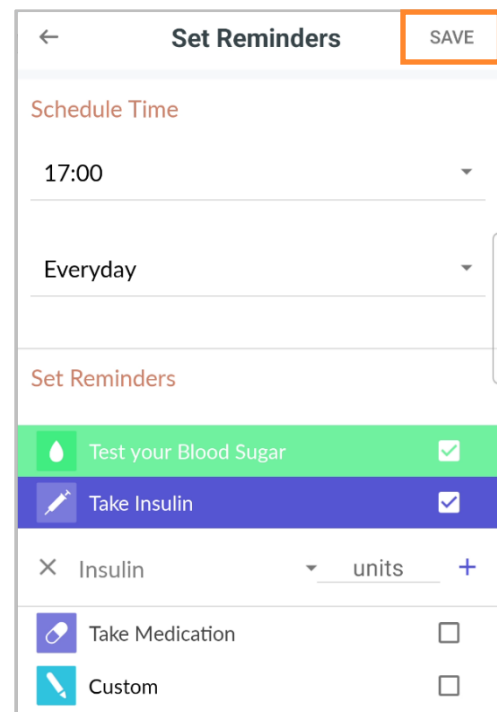 Set Reminders SAVE
Schedule Time
17:00
Everyday
Set Reminders
Test your Blood Sugar
Take Insulin
Insulin units
Take Medication
Custom